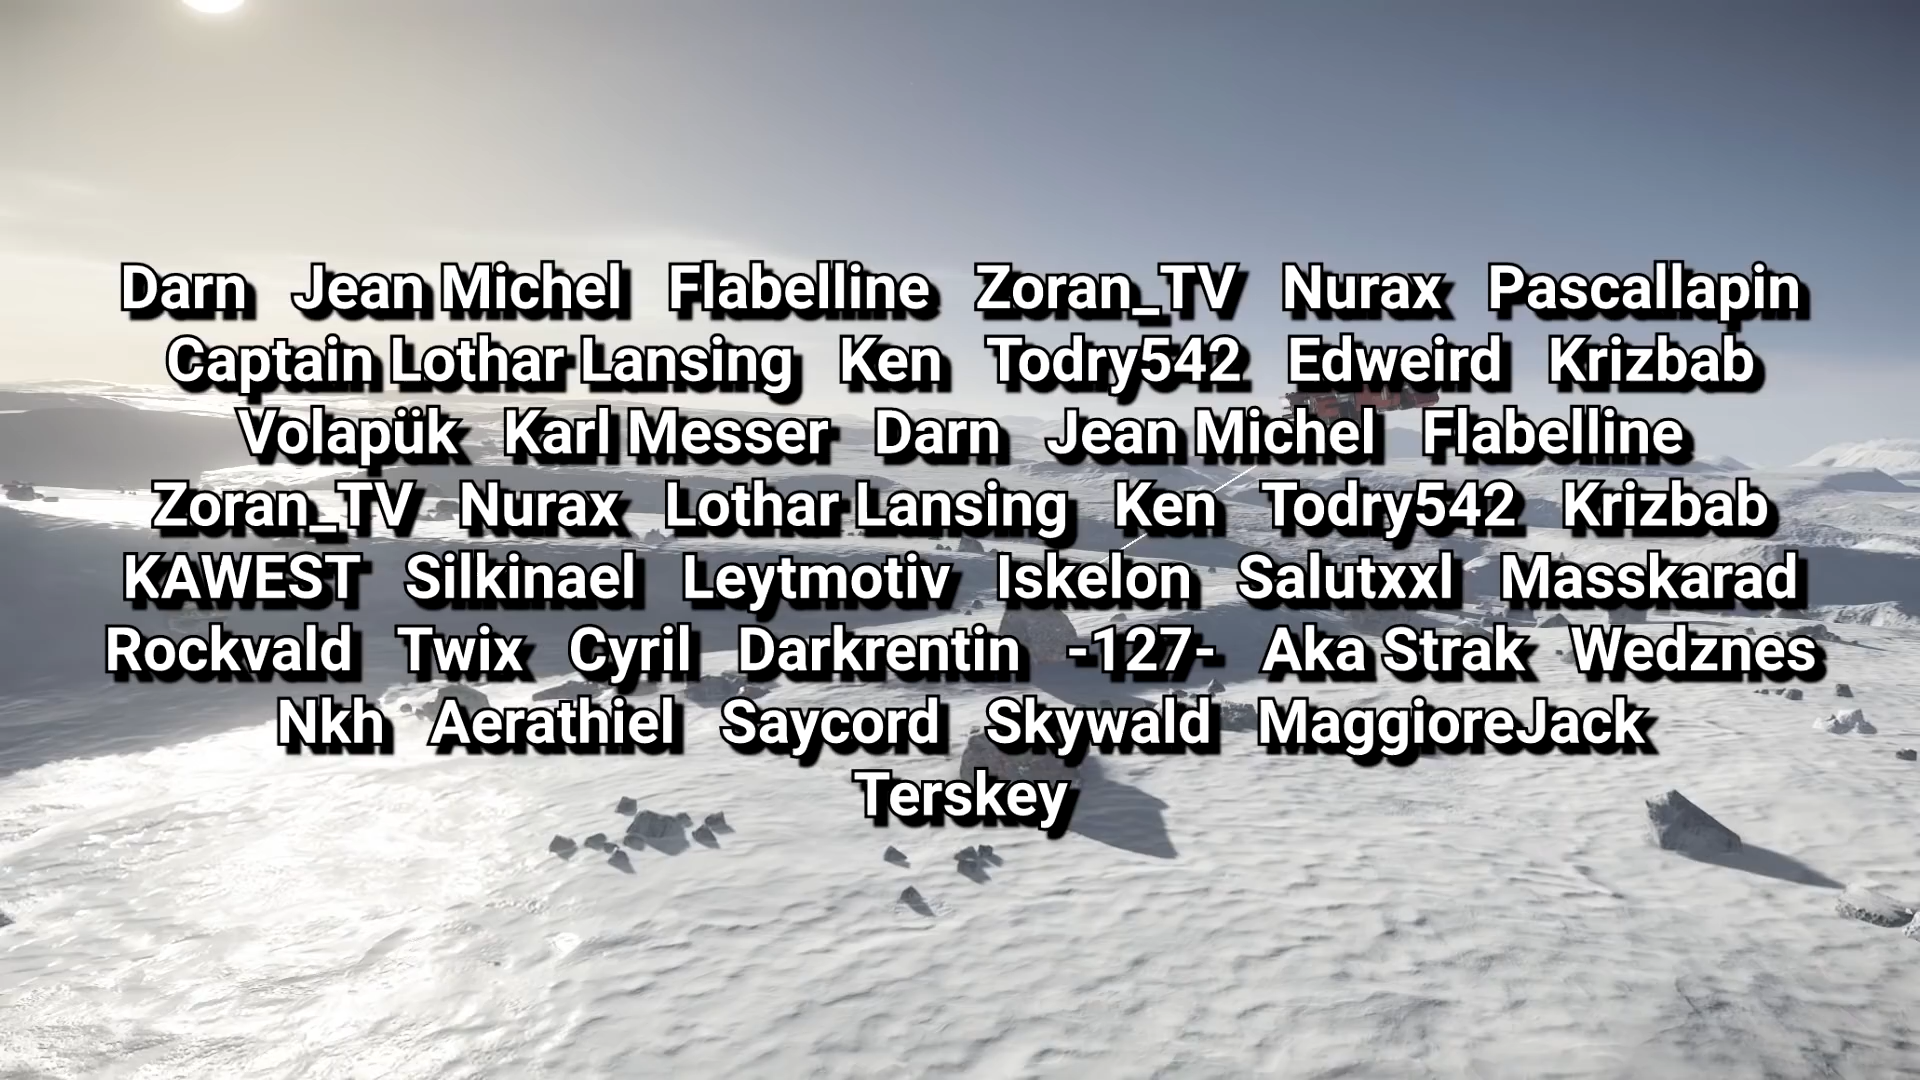 Darn Jean Michel Flabelline Zoran_TV Nurax Pascallapin
Captain Lothar Lansing Ken Todry542 Edweird Krizbab
Volapük Karl Messer Darn Jean Michel Flabelline
Zoran_TV Nurax Lothar Lansing Ken Todry542 Krizbab
KAWEST Silkinael Leytmotiv Iskelon Salutxxl Masskarad
Rockvald Twix Cyril Darkrentin -127- Aka Strak Wedznes
Nkh Aerathiel Saycord Skywald MaggioreJack
Terskey